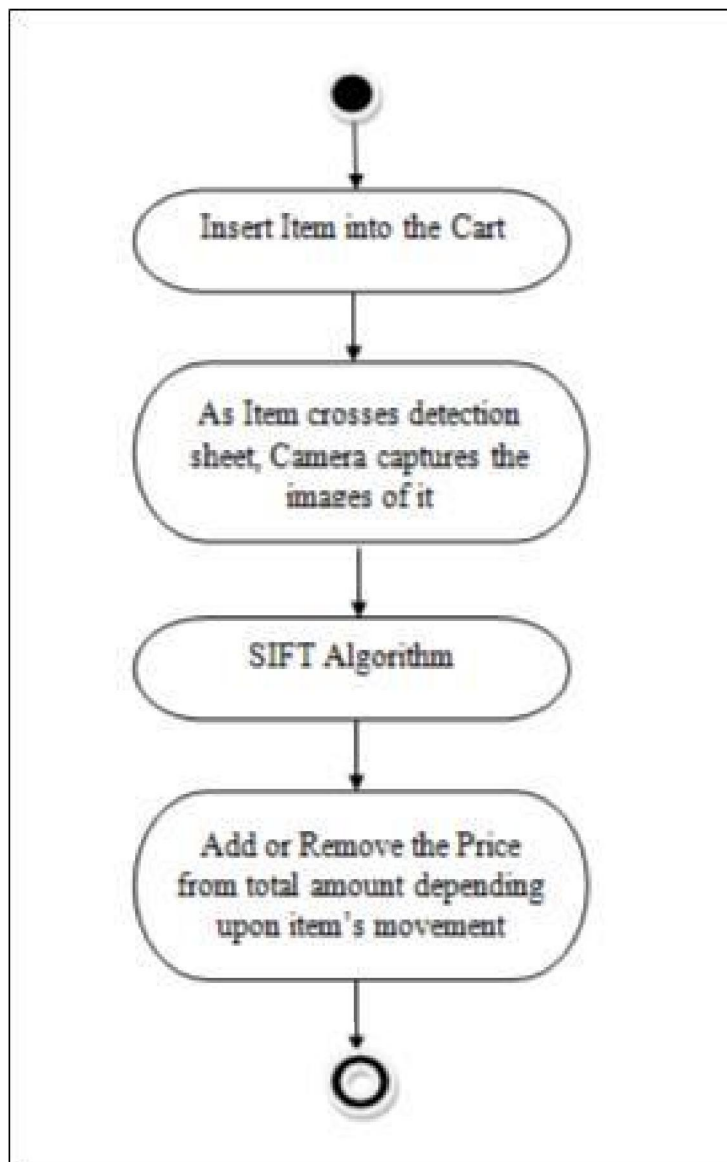 Insert Item into the Cart
As Item crosses detection
sheet, Camera captures the
images of it
SIFT Algorithm
Add or Remove the Price
from total amount depending
upon item's movement